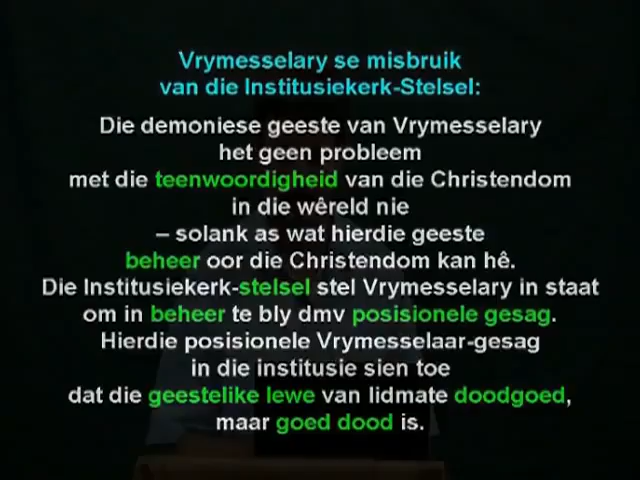 Vrymesselary se misbruik
van die Institusiekerk-Stelsel:
Die demoniese geeste van Vrymesselary
het geen probleem
met die teenwoordigheid van die Christendom
in die wêreld nie
– solank as wat hierdie geeste
beheer oor die Christendom kan hê.
Die Institusiekerk-stelsel stel Vrymesselary in staat
om in beheer te bly dmv posisionele gesag.
Hierdie posisionele Vrymesselaar-gesag
in die institusie sien toe
dat die geestelike lewe van lidmate doodgoed,
maar goed dood is.